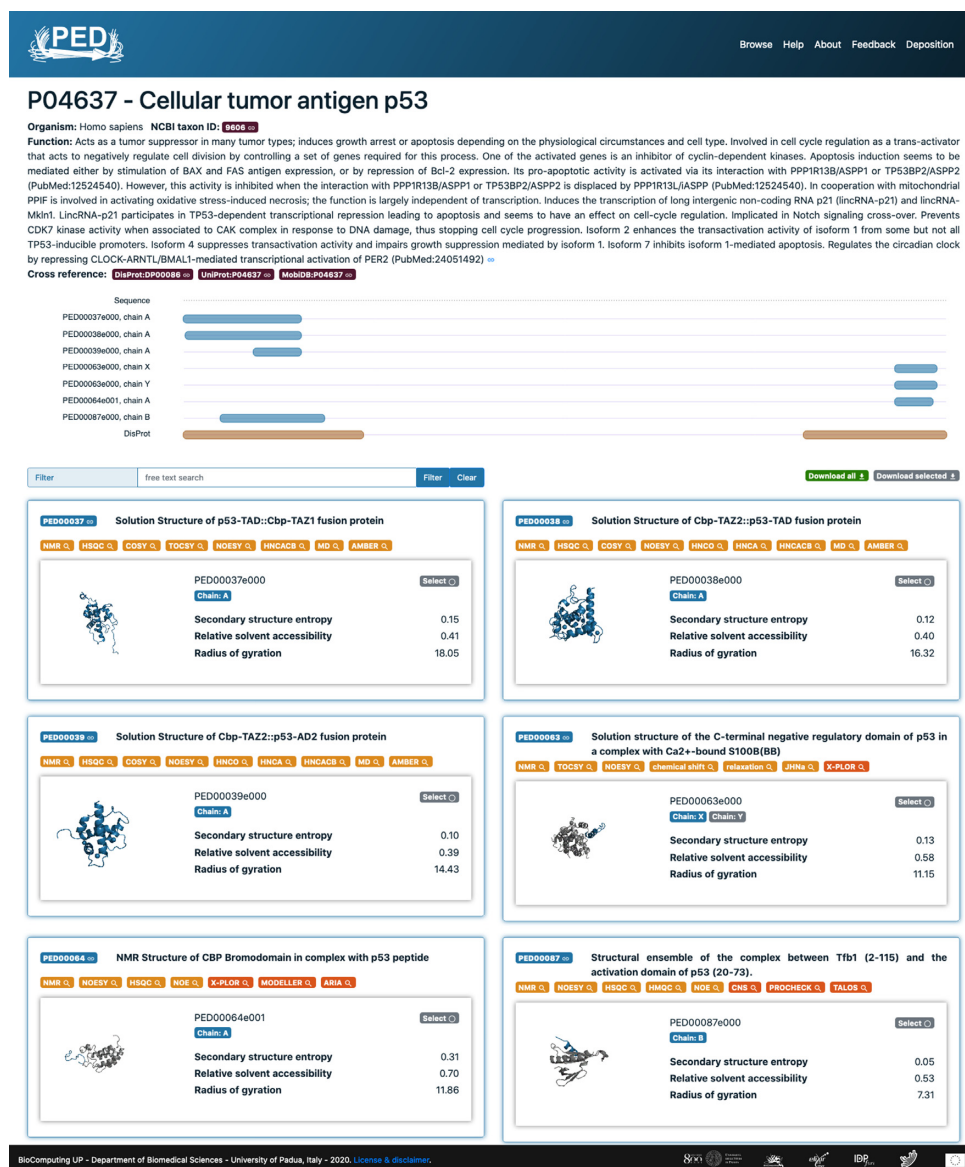 PED
Browse Help About Feedback Deposition
P04637 - Cellular tumor antigen p53
Organism: Homo sapiens NCBI taxon ID: 9606
Function: Acts as a tumor suppressor in many tumor types; induces growth arrest or apoptosis depending on the physiological circumstances and cell type. Involved in cell cycle regulation as a trans-activator
that acts to negatively regulate cell division by controlling a set of genes required for this process. One of the activated genes is an inhibitor of cyclin-dependent kinases. Apoptosis induction seems to be
mediated either by stimulation of BAX and FAS antigen expression, or by repression of Bcl-2 expression. Its pro-apoptotic activity is activated via its interaction with PPP1R13B/ASPP1 or TP53BP2/ASPP2
(PubMed:12524540). However, this activity is inhibited when the interaction with PPP1R13B/ASPP1 or TP53BP2/ASPP2 is displaced by PPP1R13L/iASPP (PubMed:12524540). In cooperation with mitochondrial
PPIF is involved in activating oxidative stress-induced necrosis; the function is largely independent of transcription. Induces the transcription of long intergenic non-coding RNA p21 (lincRNA-p21) and lincRNA-
Mkln1. LincRNA-p21 participates in TP53-dependent transcriptional repression leading to apoptosis and seems to have an effect on cell-cycle regulation. Implicated in Notch signaling cross-over. Prevents
CDK7 kinase activity when associated to CAK complex in response to DNA damage, thus stopping cell cycle progression. Isoform 2 enhances the transactivation activity of isoform 1 from some but not all
TP53-inducible promoters. Isoform 4 suppresses transactivation activity and impairs growth suppression mediated by isoform 1. Isoform 7 inhibits isoform 1-mediated apoptosis. Regulates the circadian clock
by repressing CLOCK-ARNTL/BMAL1-mediated transcriptional activation of PER2 (PubMed:24051492)
Cross reference: DisProt:DP00086 UniProt:P04637 MobiDB:P04637
Sequence
PED00037e000, chain A
PED00038e000, chain A
PED00039e000, chain A
PED00063e000, chain X
PED00063e000, chain Y
PED00064e001, chain A
PED00087e000, chain B
DisProt
Filter free text search Filter Clear
Download all Download selected
PED00037 Solution Structure of p53-TAD::Cbp-TAZ1 fusion protein
NMR HSQC COSY TOCSY NOESY HNCACB MD AMBER
PED00037e000 Select
Chain: A
Secondary structure entropy 0.15
Relative solvent accessibility 0.41
Radius of gyration 18.05
PED00038 Solution Structure of Cbp-TAZ2::p53-TAD fusion protein
NMR HSQC COSY NOESY HNCO HNCA HNCACB MD AMBER
PED00038e000 Select
Chain: A
Secondary structure entropy 0.12
Relative solvent accessibility 0.40
Radius of gyration 16.32
PED00039 Solution Structure of Cbp-TAZ2::p53-AD2 fusion protein
NMR HSQC COSY NOESY HNCO HNCA HNCACB MD AMBER
PED00039e000 Select
Chain: A
Secondary structure entropy 0.10
Relative solvent accessibility 0.39
Radius of gyration 14.43
PED00063 Solution structure of the C-terminal negative regulatory domain of p53 in
a complex with Ca2+-bound S100B(BB)
NMR TOCSY NOESY chemical shift relaxation JHNa X-PLOR
PED00063e000 Select
Chain: X Chain: Y
Secondary structure entropy 0.13
Relative solvent accessibility 0.58
Radius of gyration 11.15
PED00064 NMR Structure of CBP Bromodomain in complex with p53 peptide
NMR NOESY HSQC NOE X-PLOR MODELLER ARIA
PED00064e001 Select
Chain: A
Secondary structure entropy 0.31
Relative solvent accessibility 0.70
Radius of gyration 11.86
PED00087 Structural ensemble of the complex between Tfb1 (2-115) and the
activation domain of p53 (20-73).
NMR NOESY HSQC HMQC NOE CNS PROCHECK TALOS
PED00087e000 Select
Chain: B
Secondary structure entropy 0.05
Relative solvent accessibility 0.53
Radius of gyration 7.31
BioComputing UP - Department of Biomedical Sciences - University of Padua, Italy - 2020. License & disclaimer.
800 elixir IDP